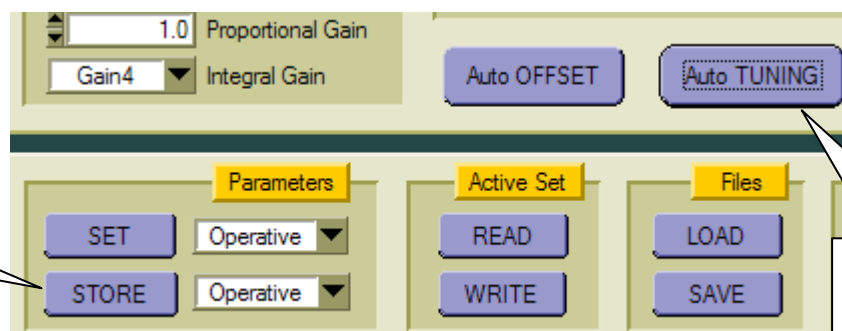 1.0 Proportional Gain
Gain4 Integral Gain
Auto OFFSET
Auto TUNING
Parameters
SET Operative
STORE Operative
Active Set
READ
WRITE
Files
LOAD
SAVE